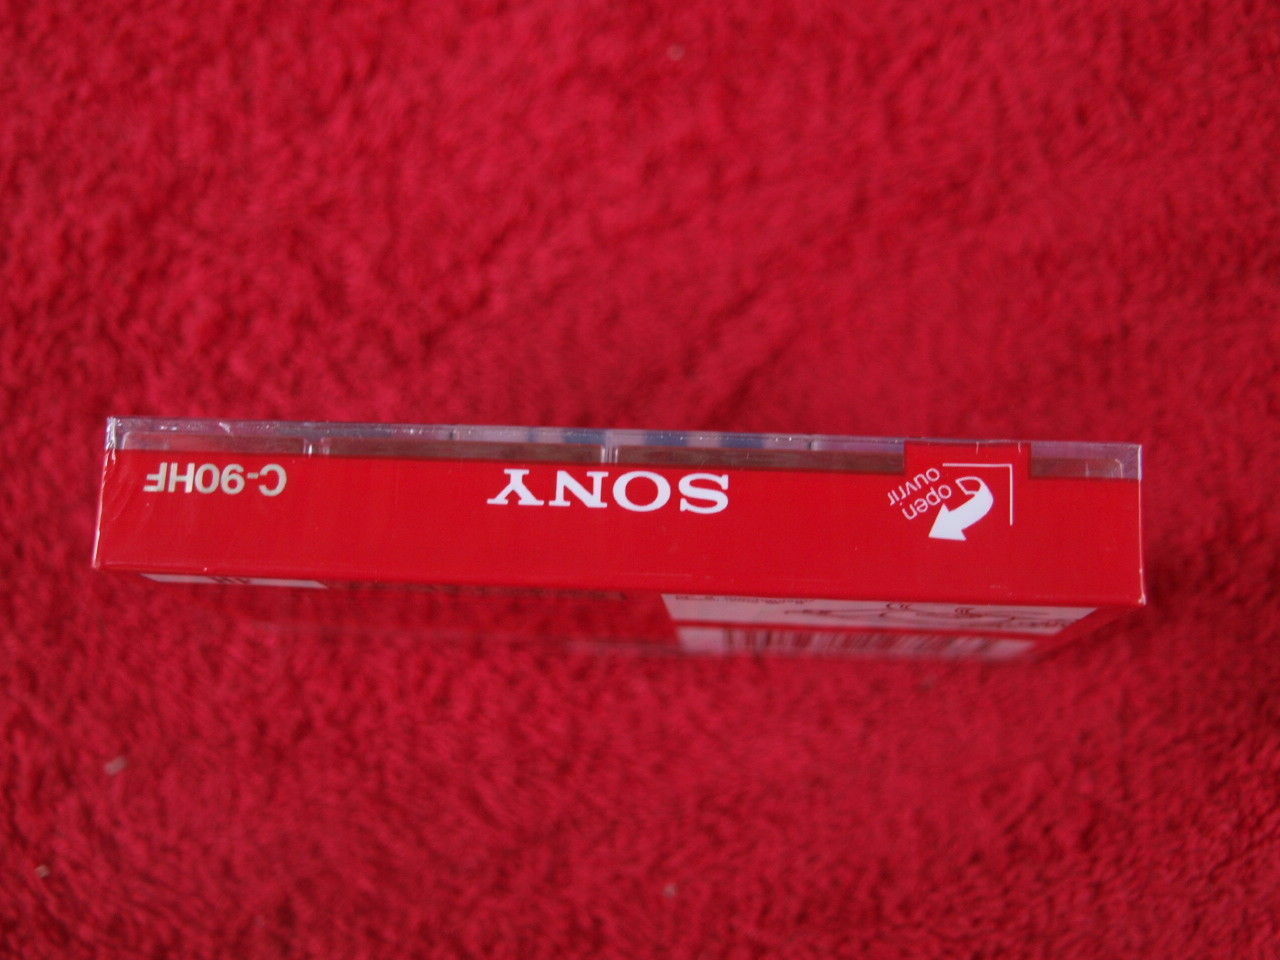 open
ouvrir
SONY
C-90HF